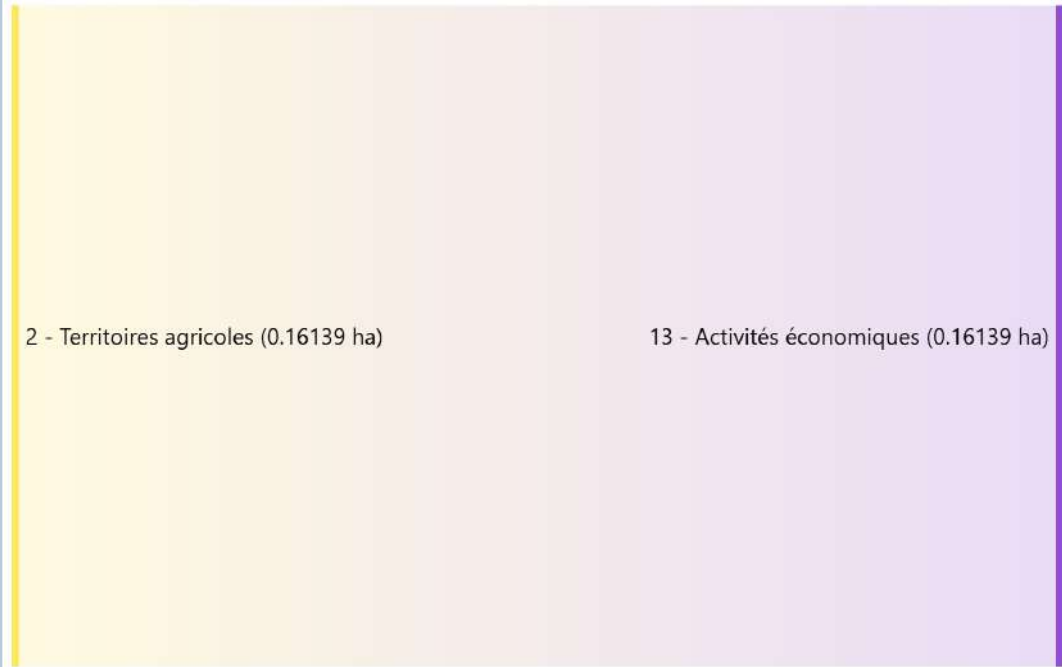 2 - Territoires agricoles (0.16139 ha)
13 - Activités économiques (0.16139 ha)